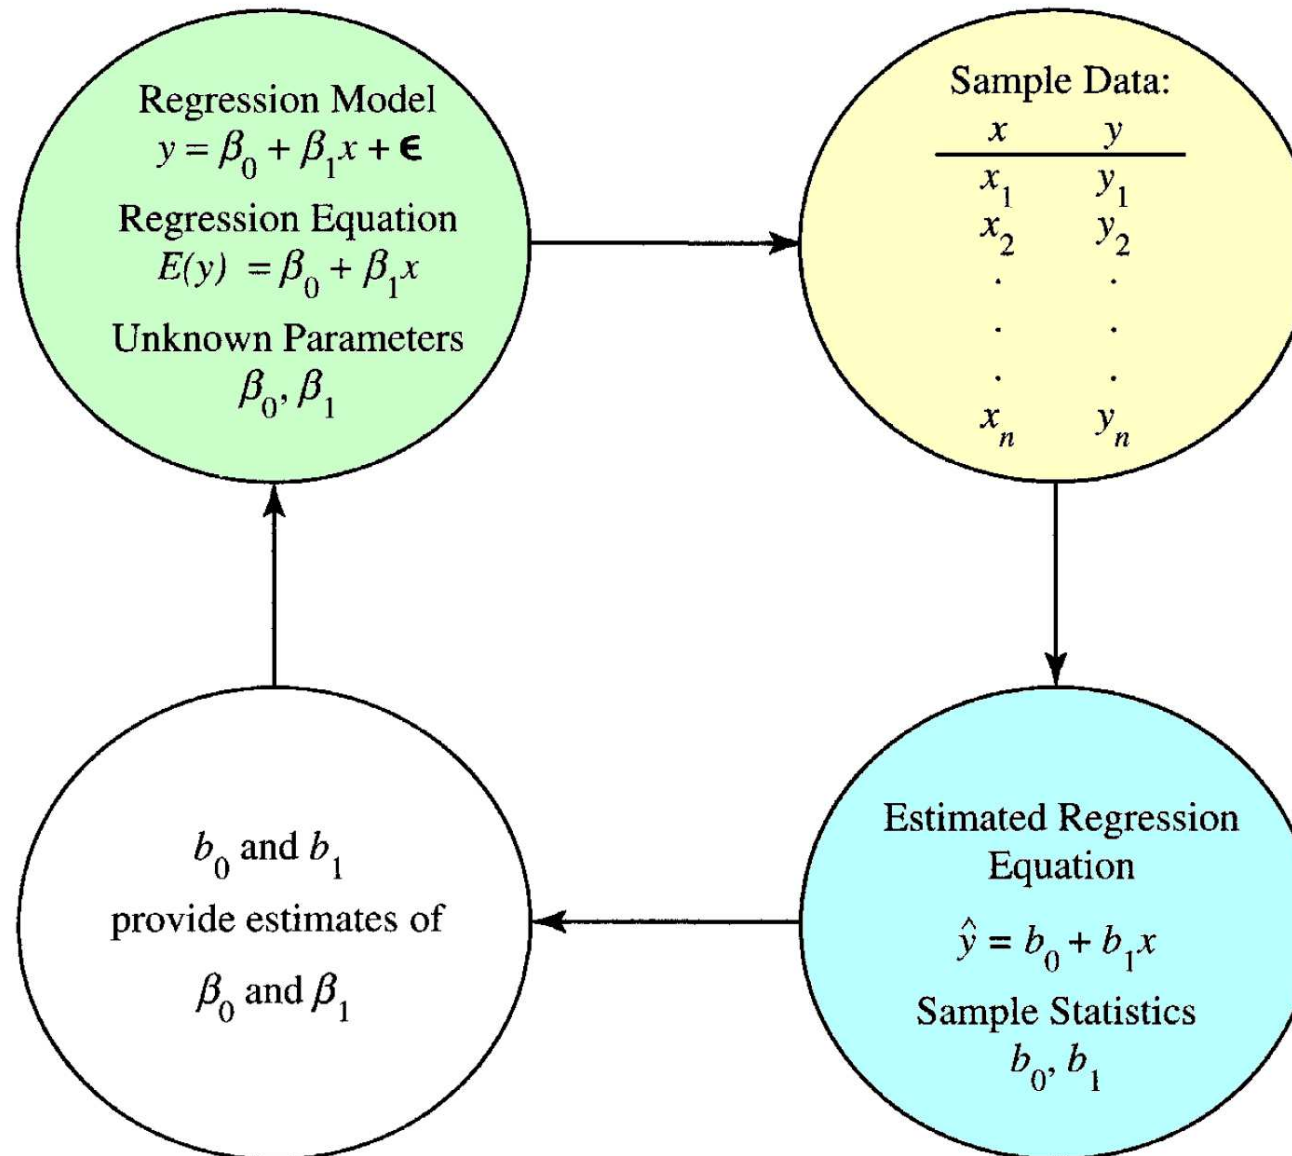 Regression Model
y = β₀ + β₁x + ϵ
Regression Equation
E(y) = β₀ + β₁x
Unknown Parameters
β₀, β₁
Sample Data:
x y
x₁ y₁
x₂ y₂
. .
. .
. .
xₙ yₙ
b₀ and b₁
provide estimates of
β₀ and β₁
Estimated Regression
Equation
ŷ = b₀ + b₁x
Sample Statistics
b₀, b₁